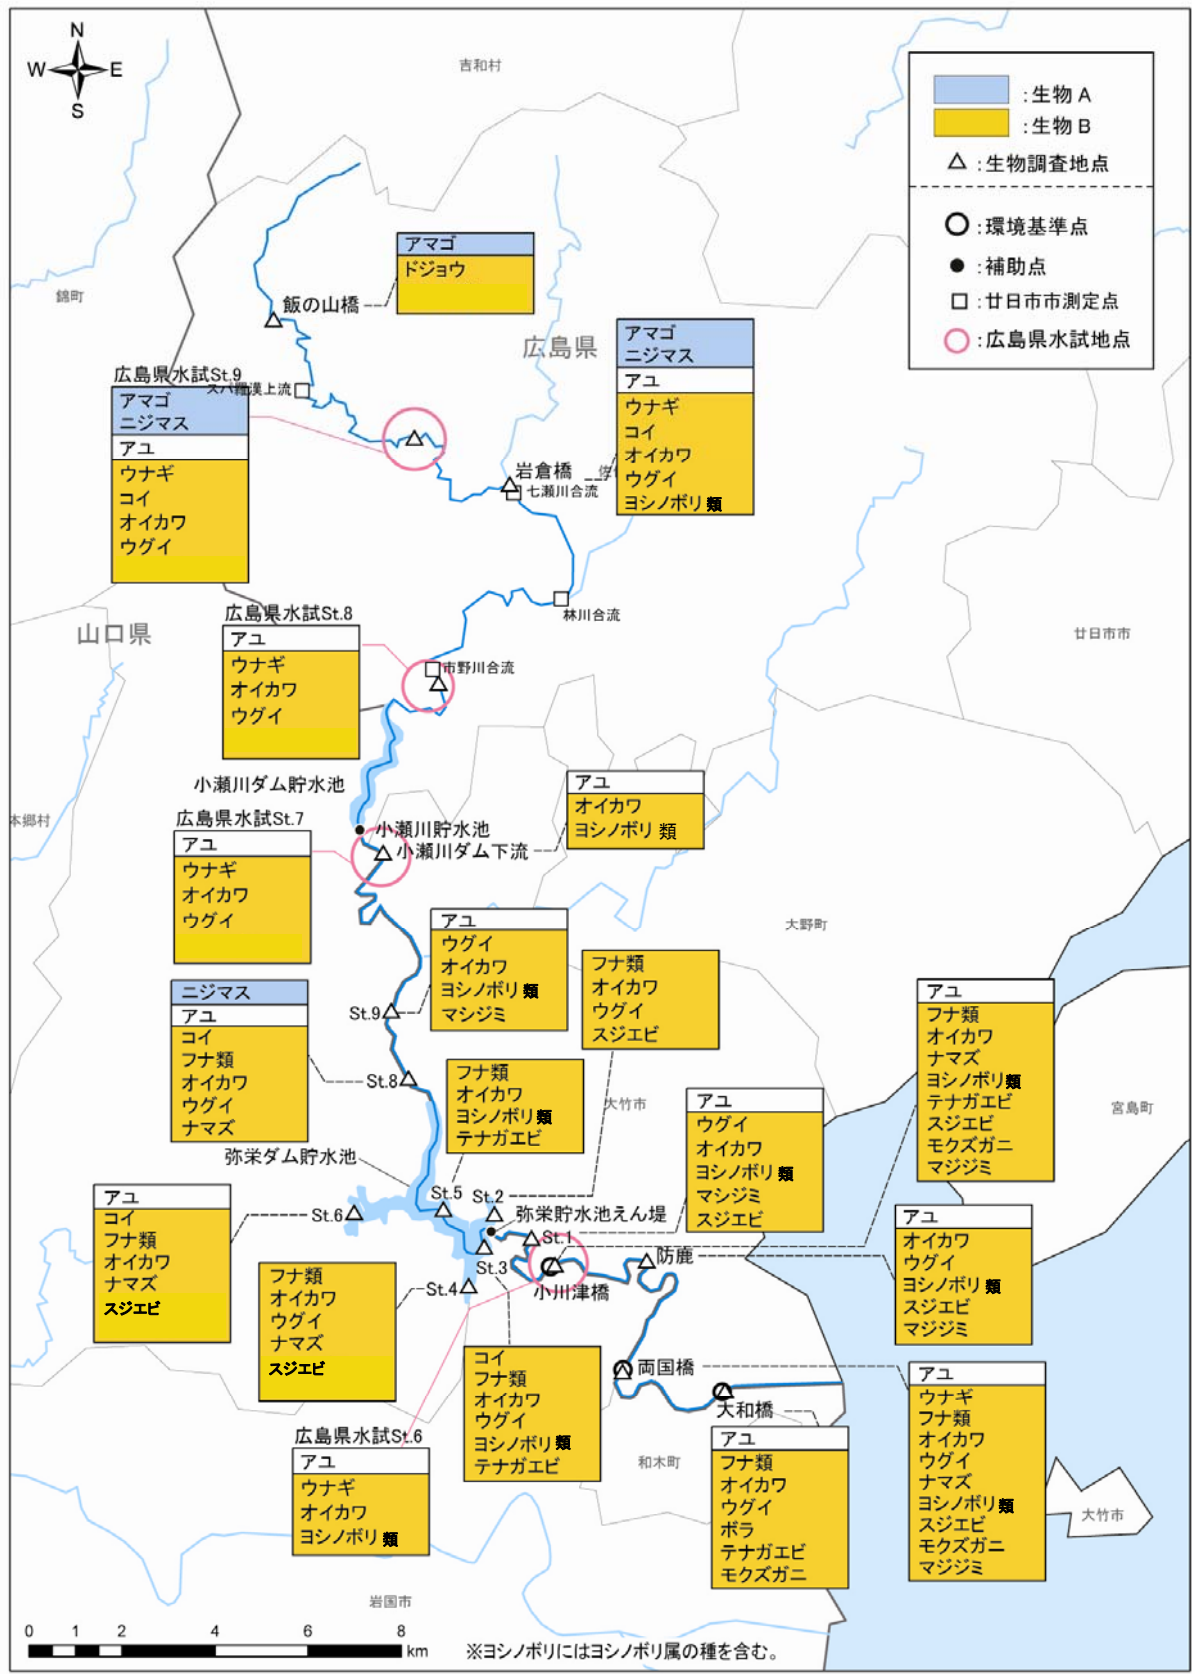 N
W
E
S
吉和村
:生物A
:生物B
:生物調査地点
:環境基準点
:補助点
:廿日市市測定点
:広島県水試地点
錦町
飯の山橋
アマゴ
ドジョウ
広島県
アマゴ
ニジマス
アユ
ウナギ
コイ
オイカワ
ウグイ
ヨシノボリ類
広島県水試St.9
スパ羅漢上流
アマゴ
ニジマス
アユ
ウナギ
コイ
オイカワ
ウグイ
岩倉橋
佐
七瀬川合流
林川合流
山口県
廿日市市
広島県水試St.8
アユ
ウナギ
オイカワ
ウグイ
市野川合流
小瀬川ダム貯水池
本郷村
広島県水試St.7
アユ
ウナギ
オイカワ
ウグイ
小瀬川貯水池
小瀬川ダム下流
アユ
オイカワ
ヨシノボリ類
大野町
St.9
アユ
ウグイ
オイカワ
ヨシノボリ類
マシジミ
フナ類
オイカワ
ウグイ
スジエビ
ニジマス
アユ
コイ
フナ類
オイカワ
ウグイ
ナマズ
St.8
フナ類
オイカワ
ヨシノボリ類
テナガエビ
大竹市
アユ
ウグイ
オイカワ
ヨシノボリ類
マシジミ
スジエビ
アユ
フナ類
オイカワ
ナマズ
ヨシノボリ類
テナガエビ
スジエビ
モクズガニ
マジジミ
宮島町
弥栄ダム貯水池
St.5
St.2
St.6
弥栄貯水池えん堤
St.1
St.3
St.4
小川津橋
防鹿
アユ
コイ
フナ類
オイカワ
ナマズ
スジエビ
フナ類
オイカワ
ウグイ
ナマズ
スジエビ
アユ
オイカワ
ウグイ
ヨシノボリ類
スジエビ
マジジミ
コイ
フナ類
オイカワ
ウグイ
ヨシノボリ類
テナガエビ
両国橋
大和橋
アユ
ウナギ
フナ類
オイカワ
ウグイ
ナマズ
ヨシノボリ類
スジエビ
モクズガニ
マジジミ
広島県水試St.6
アユ
ウナギ
オイカワ
ヨシノボリ類
和木町
アユ
フナ類
オイカワ
ウグイ
ボラ
テナガエビ
モクズガニ
大竹市
岩国市
0 1 2 4 6 8
km
※ヨシノボリにはヨシノボリ属の種を含む。